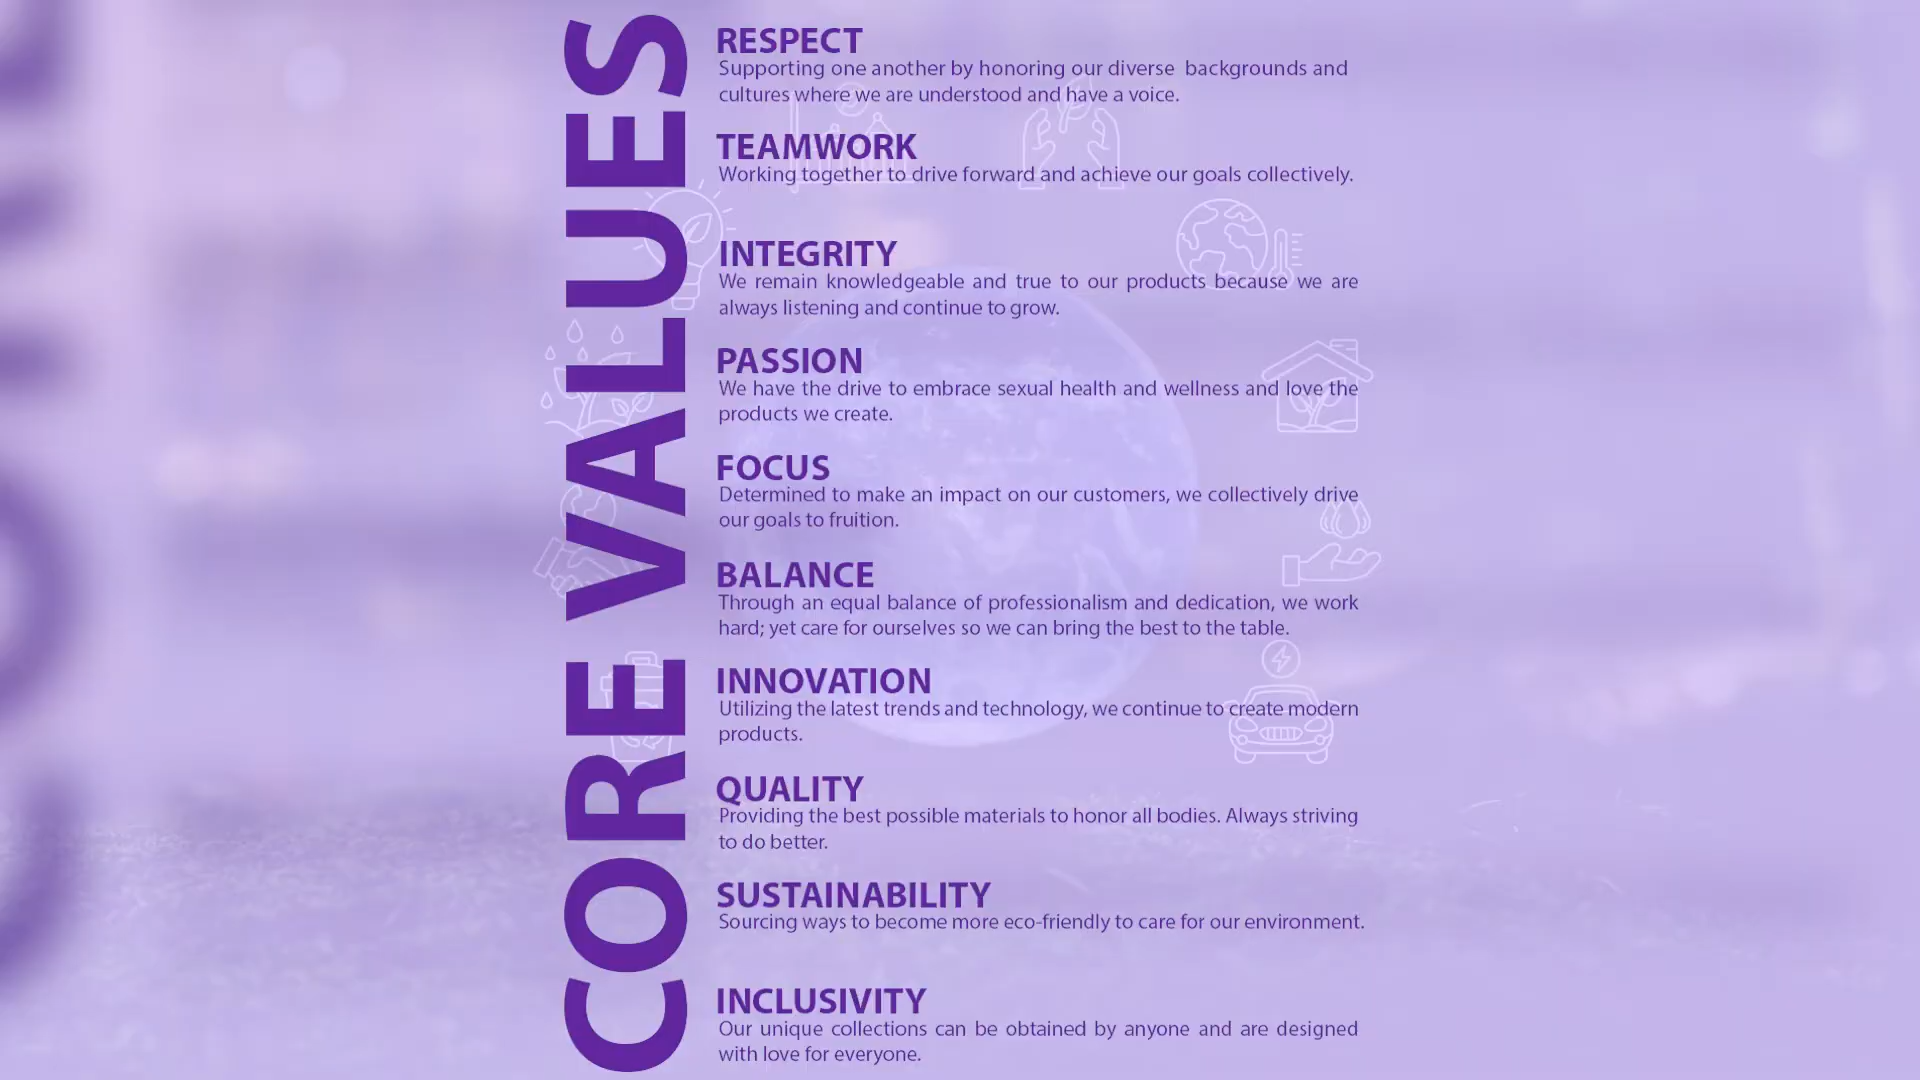 CORE VALUES
RESPECT
Supporting one another by honoring our diverse backgrounds and
cultures where we are understood and have a voice.
TEAMWORK
Working together to drive forward and achieve our goals collectively.
INTEGRITY
We remain knowledgeable and true to our products because we are
always listening and continue to grow.
PASSION
We have the drive to embrace sexual health and wellness and love the
products we create.
FOCUS
Determined to make an impact on our customers, we collectively drive
our goals to fruition.
BALANCE
Through an equal balance of professionalism and dedication, we work
hard; yet care for ourselves so we can bring the best to the table.
INNOVATION
Utilizing the latest trends and technology, we continue to create modern
products.
QUALITY
Providing the best possible materials to honor all bodies. Always striving
to do better.
SUSTAINABILITY
Sourcing ways to become more eco-friendly to care for our environment.
INCLUSIVITY
Our unique collections can be obtained by anyone and are designed
with love for everyone.